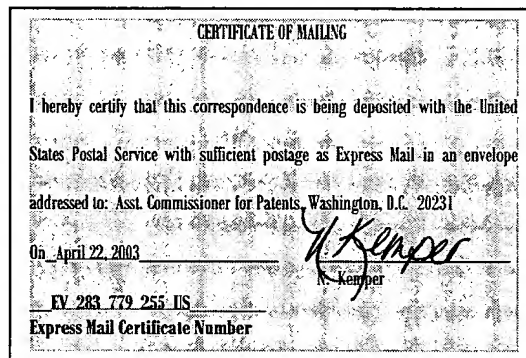 CERTIFICATE OF MAILING
I hereby certify that this correspondence is being deposited with the United
States Postal Service with sufficient postage as Express Mail in an envelope
addressed to: Asst. Commissioner for Patents, Washington, D.C. 20231
On April 22, 2003 N Kemper
N. Kemper
EV 283 779 255 US
Express Mail Certificate Number